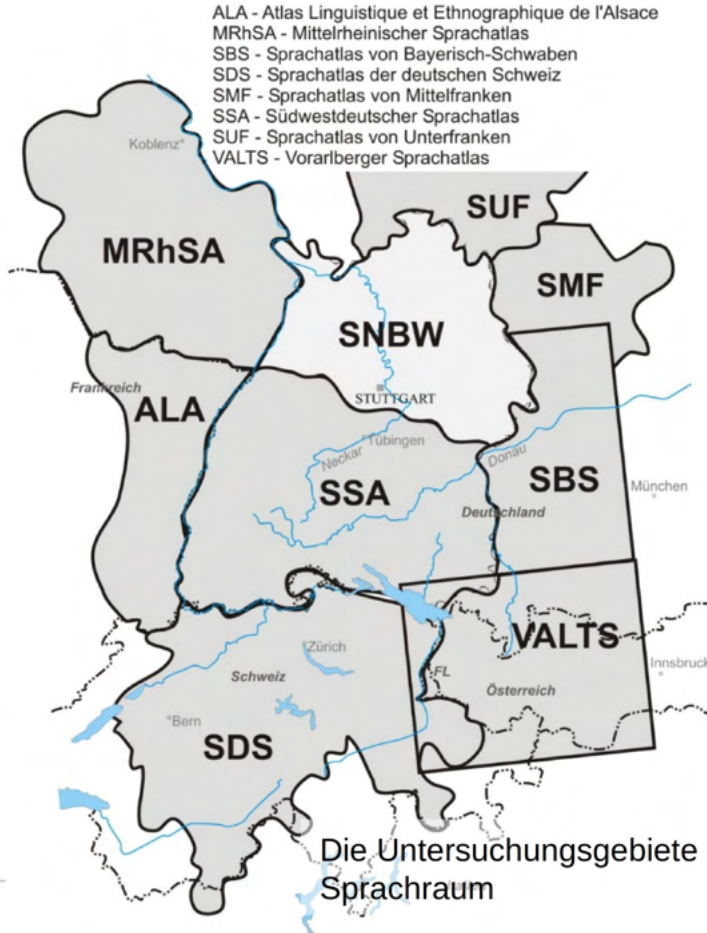 ALA - Atlas Linguistique et Ethnographique de l'Alsace
MRhSA - Mittelrheinischer Sprachatlas
SBS - Sprachatlas von Bayerisch-Schwaben
SDS - Sprachatlas der deutschen Schweiz
SMF - Sprachatlas von Mittelfranken
SSA - Südwestdeutscher Sprachatlas
SUF - Sprachatlas von Unterfranken
VALTS - Vorarlberger Sprachatlas
Koblenz
SUF
MRhSA
SMF
SNBW
Frankreich
STUTTGART
ALA
Tübingen
Neckar
Donau
SSA
SBS
München
Deutschland
VALTS
Zürich
Schweiz
FL
Österreich
Innsbruck
Bern
SDS
Die Untersuchungsgebiete
Sprachraum